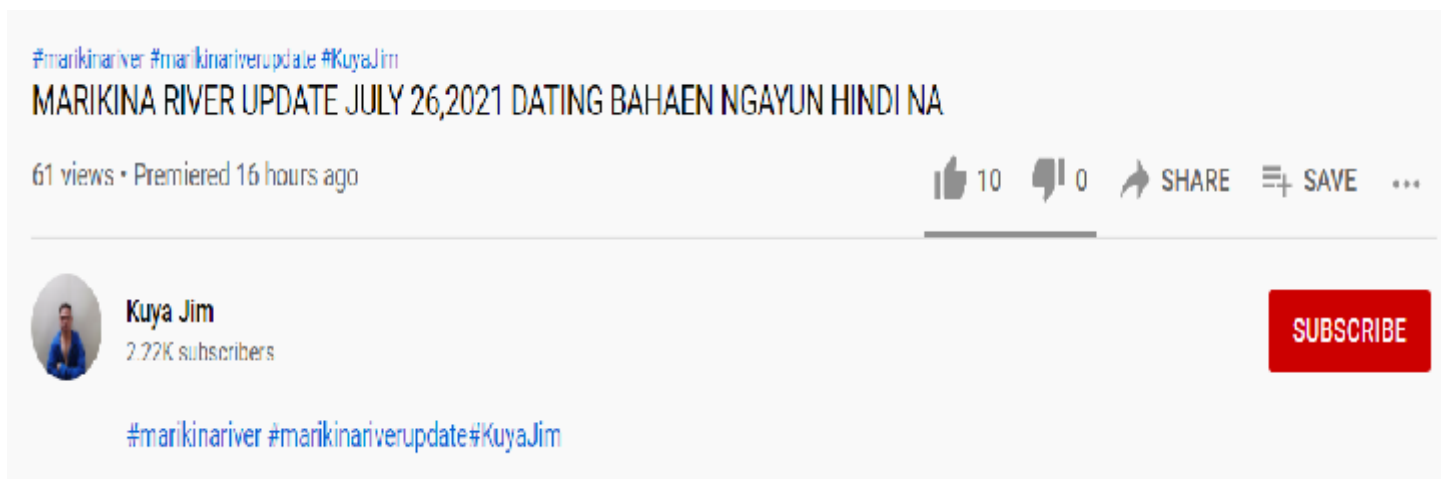 #marikinariver #marikinariverupdate #KuyaJim
MARIKINA RIVER UPDATE JULY 26,2021 DATING BAHAEN NGAYUN HINDI NA
61 views • Premiered 16 hours ago
10 0 SHARE SAVE ...
Kuya Jim
2.22K subscribers
SUBSCRIBE
#marikinariver #marikinariverupdate#KuyaJim